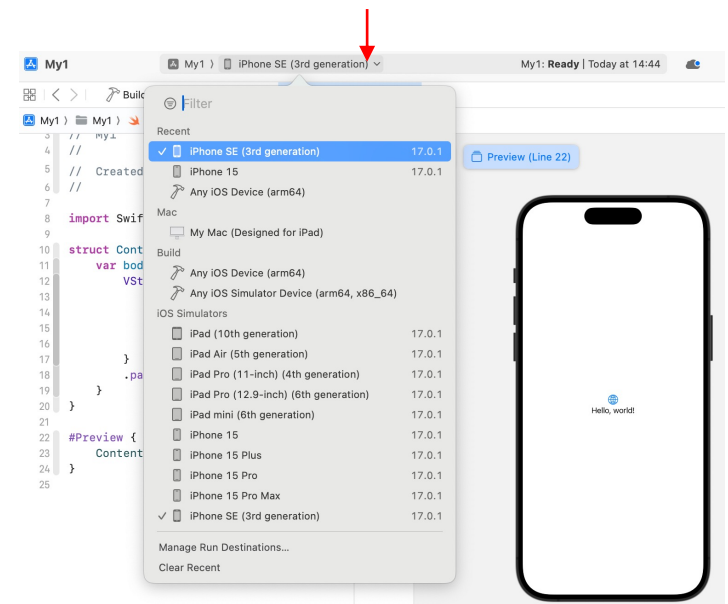 My1
My1 〉 iPhone SE (3rd generation)
My1: Ready | Today at 14:44
Build
My1 〉 My1 〉
3 // My1
4 //
5 // Created
6 //
7
8 import Swif
9
10 struct Cont
11 var bod
12 VSt
13
14
15
16
17 }
18 .pa
19 }
20 }
21
22 #Preview {
23 Content
24 }
25
Filter
Recent
✓ iPhone SE (3rd generation) 17.0.1
iPhone 15 17.0.1
Any iOS Device (arm64)
Mac
My Mac (Designed for iPad)
Build
Any iOS Device (arm64)
Any iOS Simulator Device (arm64, x86_64)
iOS Simulators
iPad (10th generation) 17.0.1
iPad Air (5th generation) 17.0.1
iPad Pro (11-inch) (4th generation) 17.0.1
iPad Pro (12.9-inch) (6th generation) 17.0.1
iPad mini (6th generation) 17.0.1
iPhone 15 17.0.1
iPhone 15 Plus 17.0.1
iPhone 15 Pro 17.0.1
iPhone 15 Pro Max 17.0.1
✓ iPhone SE (3rd generation) 17.0.1
Manage Run Destinations...
Clear Recent
Preview (Line 22)
Hello, world!